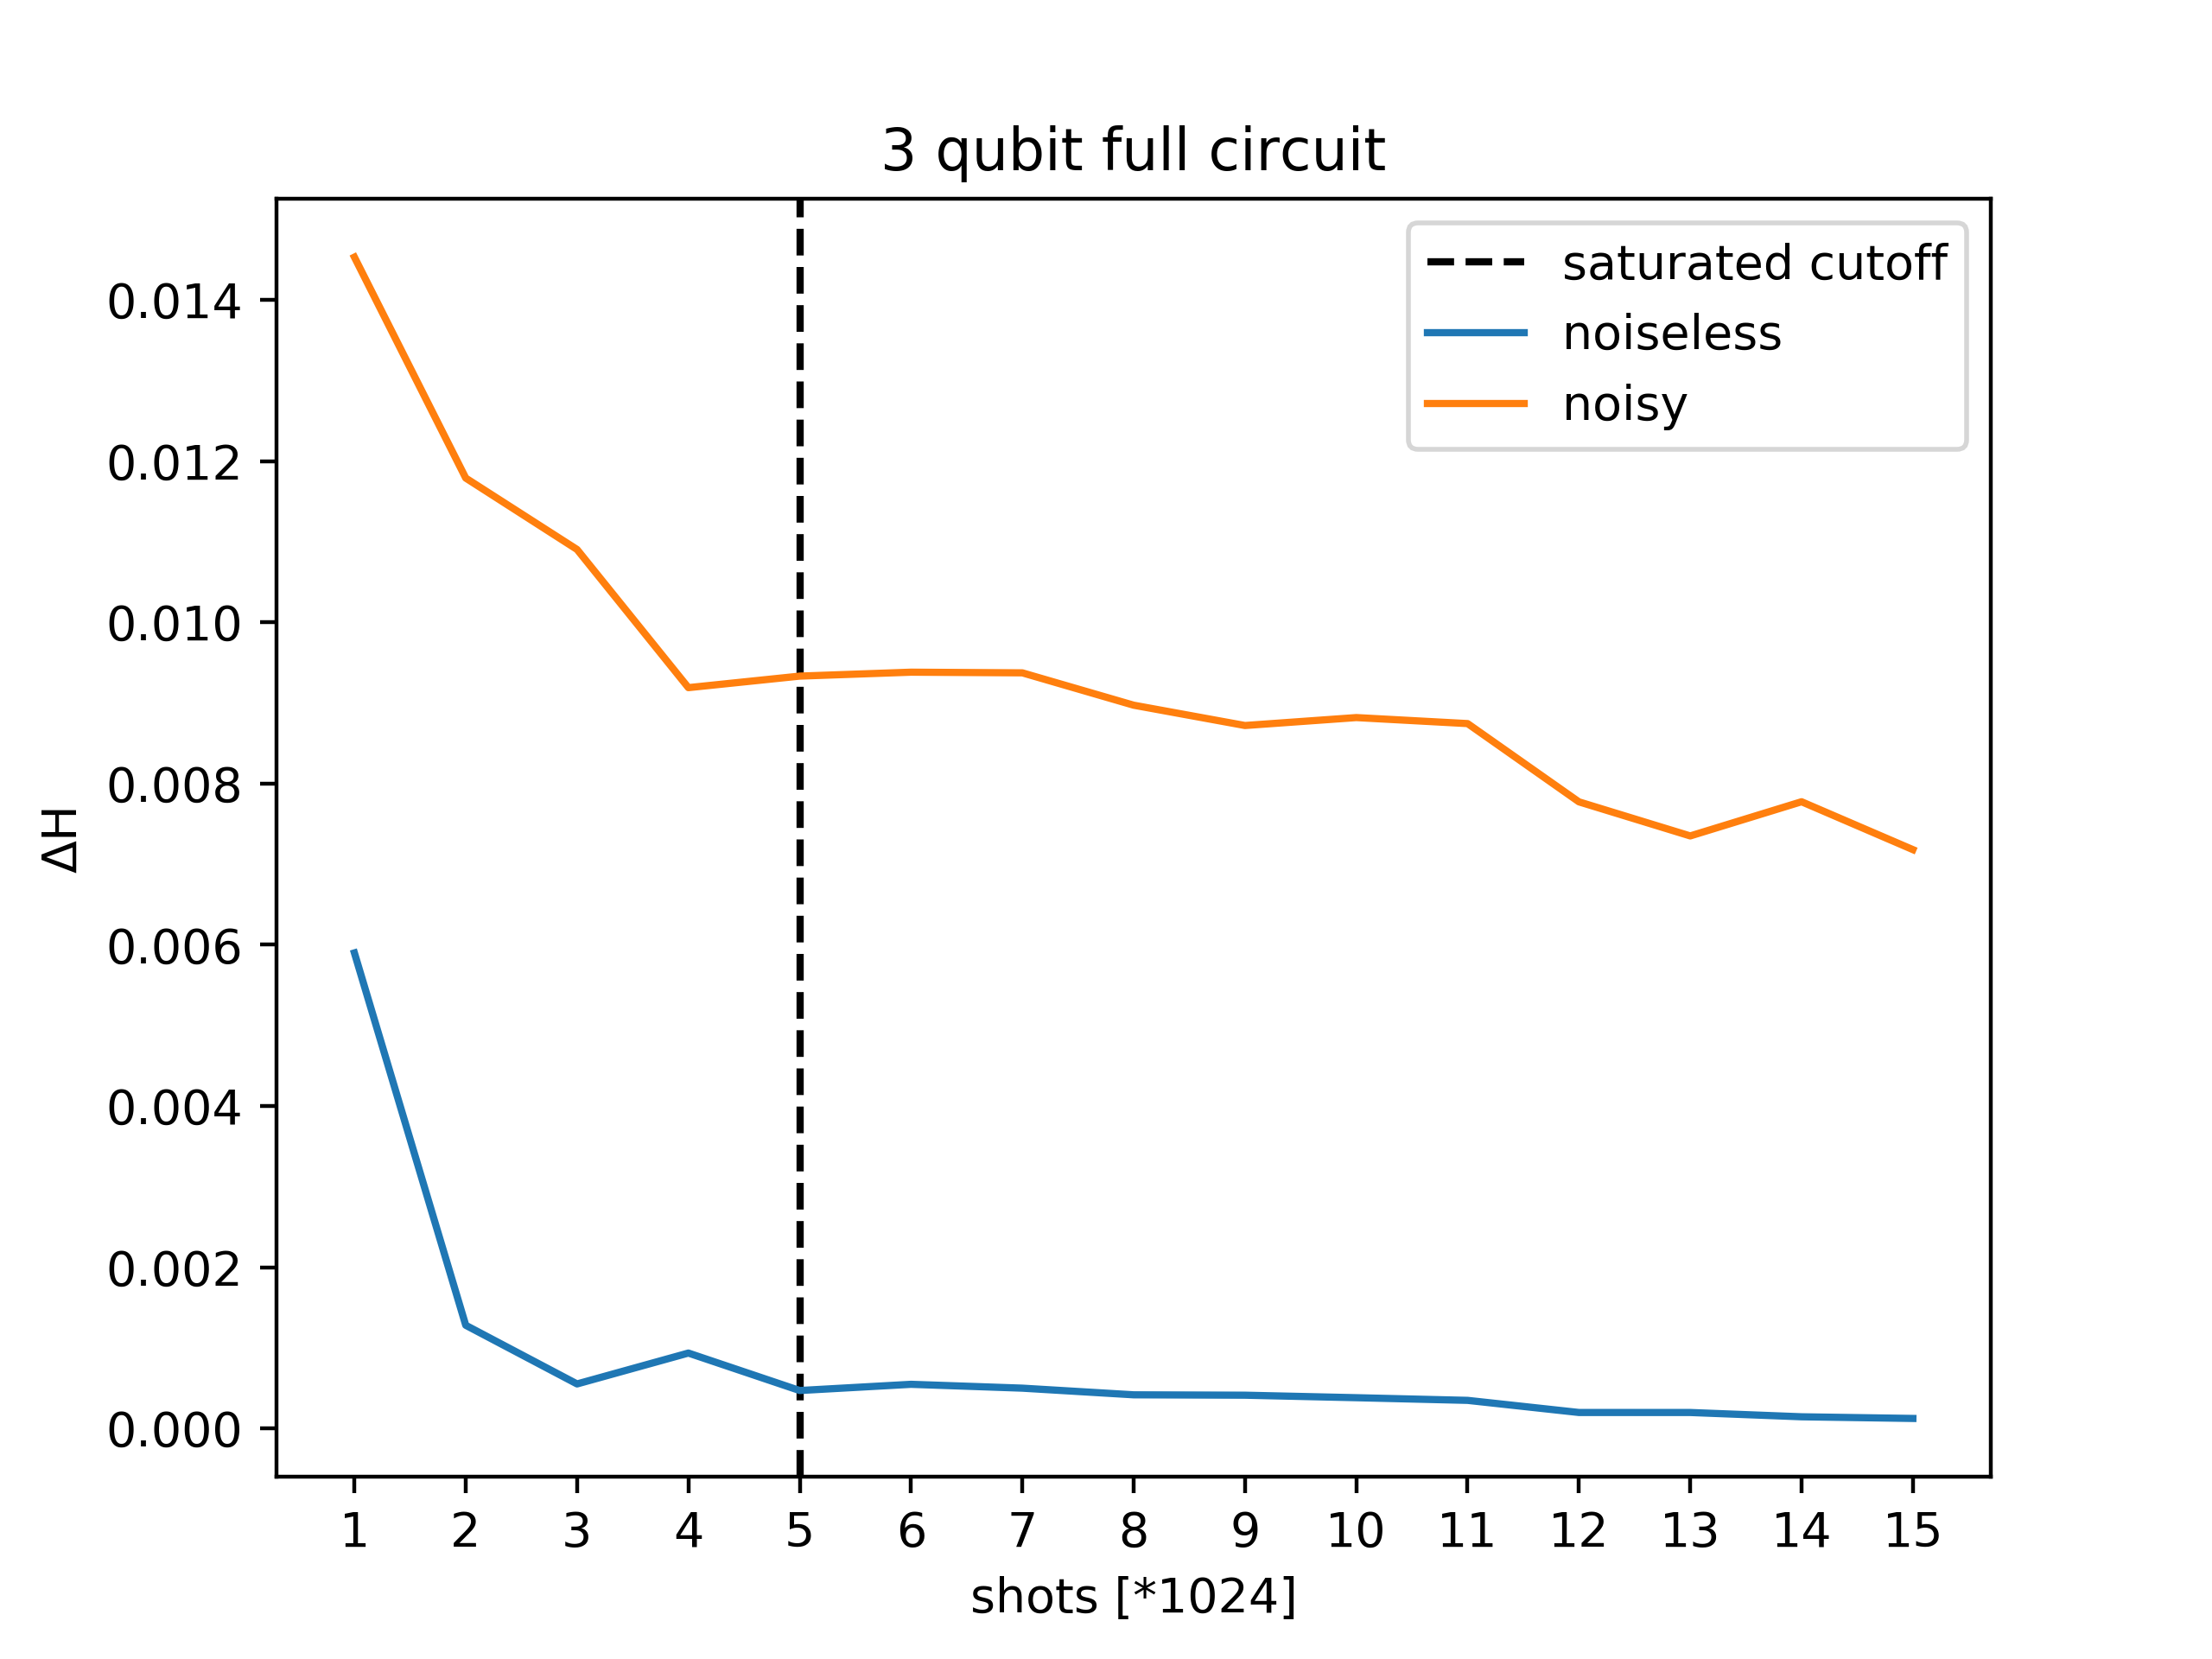 3 qubit full circuit
saturated cutoff
noiseless
noisy
0.014
0.012
0.010
0.008
0.006
0.004
0.002
0.000
ΔH
1 2 3 4 5 6 7 8 9 10 11 12 13 14 15
shots [*1024]